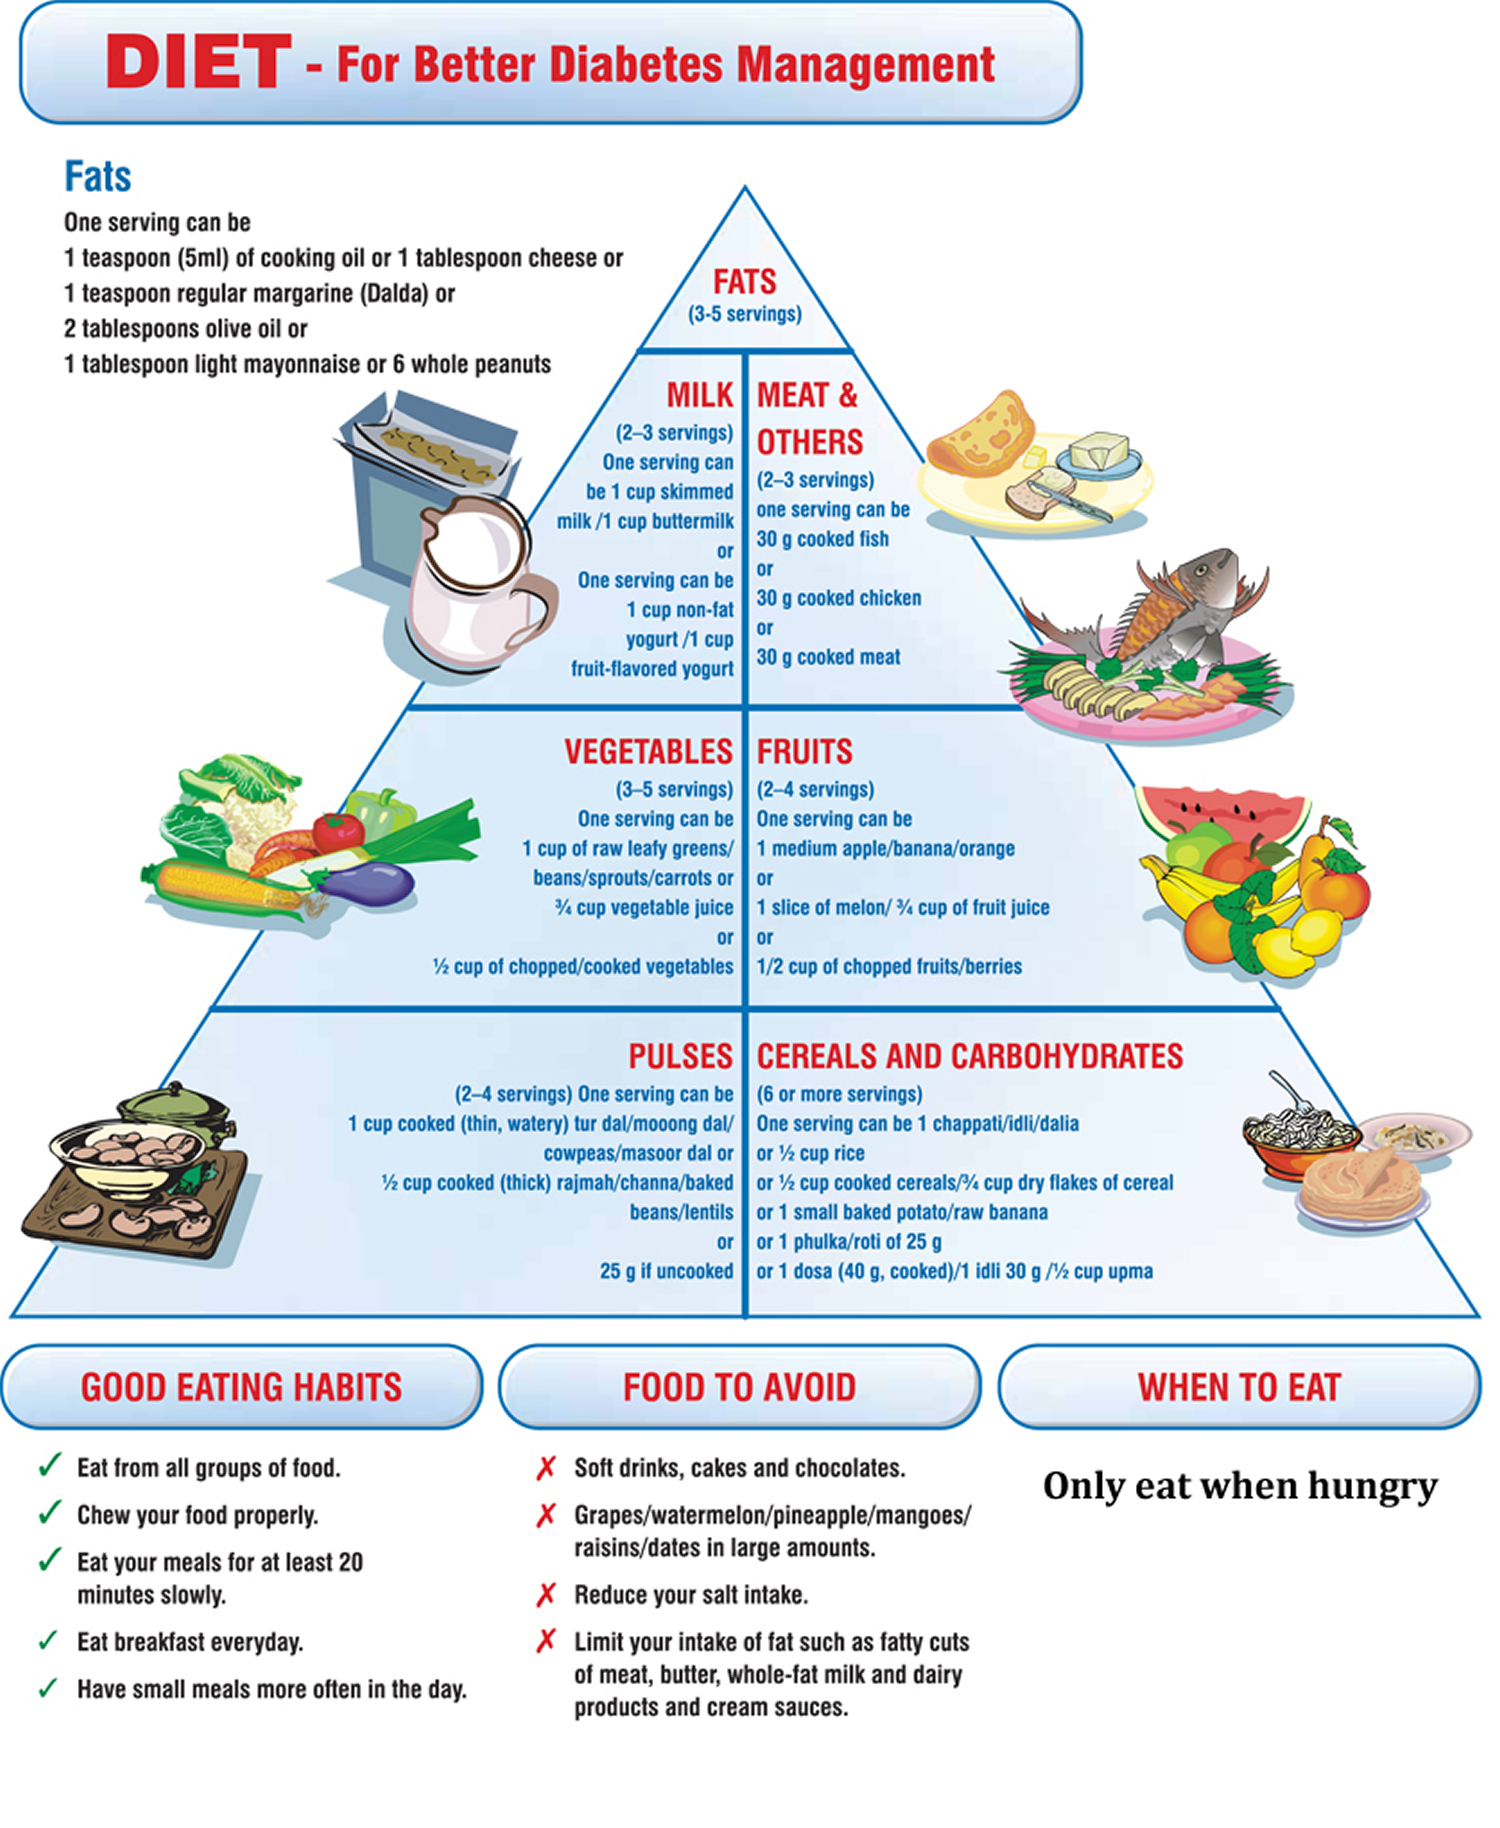 DIET - For Better Diabetes Management
Fats
One serving can be
1 teaspoon (5ml) of cooking oil or 1 tablespoon cheese or
1 teaspoon regular margarine (Dalda) or
2 tablespoons olive oil or
1 tablespoon light mayonnaise or 6 whole peanuts
FATS
(3-5 servings)
MILK
(2–3 servings)
One serving can
be 1 cup skimmed
milk /1 cup buttermilk
or
One serving can be
1 cup non-fat
yogurt /1 cup
fruit-flavored yogurt
MEAT &
OTHERS
(2–3 servings)
one serving can be
30 g cooked fish
or
30 g cooked chicken
or
30 g cooked meat
VEGETABLES
(3–5 servings)
One serving can be
1 cup of raw leafy greens/
beans/sprouts/carrots or
¾ cup vegetable juice
or
½ cup of chopped/cooked vegetables
FRUITS
(2–4 servings)
One serving can be
1 medium apple/banana/orange
or
1 slice of melon/ ¾ cup of fruit juice
or
1/2 cup of chopped fruits/berries
PULSES
(2–4 servings) One serving can be
1 cup cooked (thin, watery) tur dal/mooong dal/
cowpeas/masoor dal or
½ cup cooked (thick) rajmah/channa/baked
beans/lentils
or
25 g if uncooked
CEREALS AND CARBOHYDRATES
(6 or more servings)
One serving can be 1 chappati/idli/dalia
or ½ cup rice
or ½ cup cooked cereals/¾ cup dry flakes of cereal
or 1 small baked potato/raw banana
or 1 phulka/roti of 25 g
or 1 dosa (40 g, cooked)/1 idli 30 g /½ cup upma
GOOD EATING HABITS
✓ Eat from all groups of food.
✓ Chew your food properly.
✓ Eat your meals for at least 20
minutes slowly.
✓ Eat breakfast everyday.
✓ Have small meals more often in the day.
FOOD TO AVOID
✗ Soft drinks, cakes and chocolates.
✗ Grapes/watermelon/pineapple/mangoes/
raisins/dates in large amounts.
✗ Reduce your salt intake.
✗ Limit your intake of fat such as fatty cuts
of meat, butter, whole-fat milk and dairy
products and cream sauces.
WHEN TO EAT
Only eat when hungry